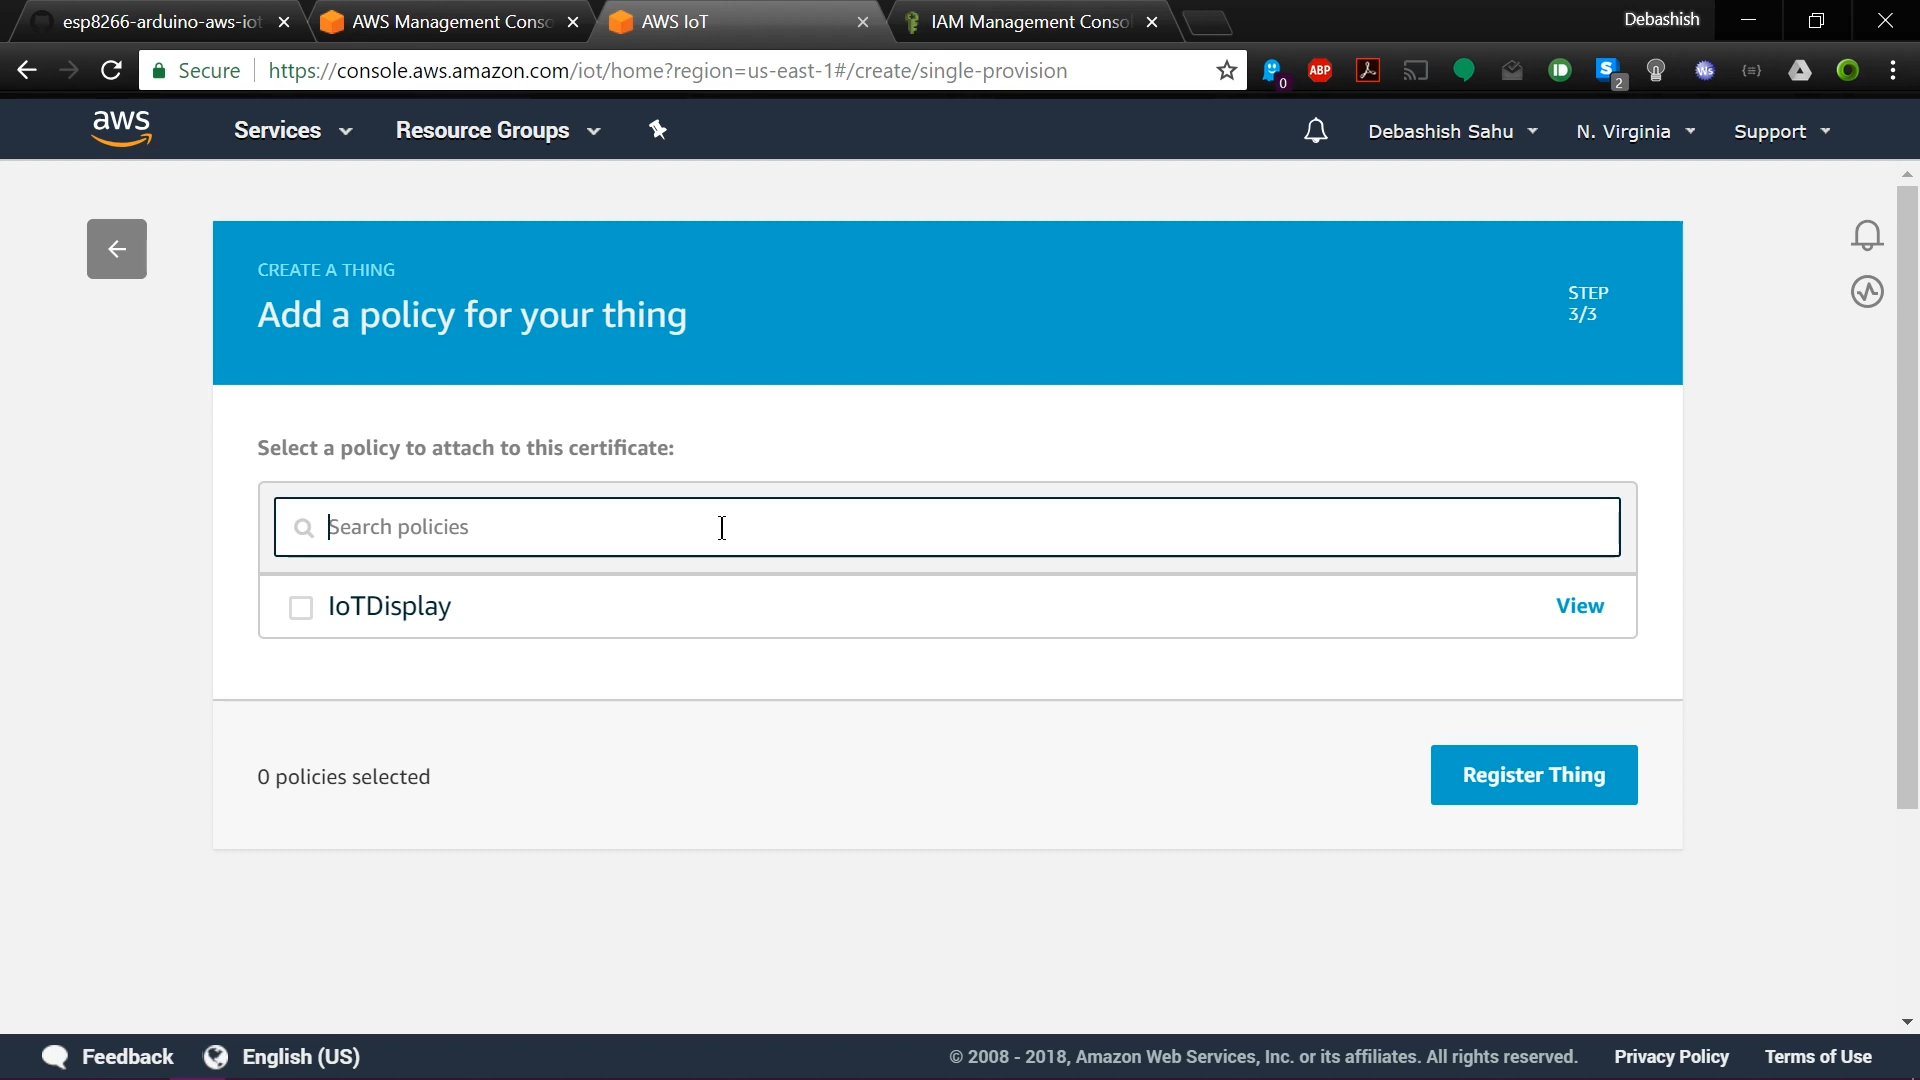 esp8266-arduino-aws-iot
AWS Management Conso
AWS IoT
IAM Management Consol
Debashish
Secure
https://console.aws.amazon.com/iot/home?region=us-east-1#/create/single-provision
0
ABP
2
Ws
aws
Services
Resource Groups
Debashish Sahu
N. Virginia
Support
CREATE A THING
Add a policy for your thing
STEP
3/3
Select a policy to attach to this certificate:
Search policies
IoTDisplay
View
0 policies selected
Register Thing
Feedback
English (US)
© 2008 - 2018, Amazon Web Services, Inc. or its affiliates. All rights reserved.
Privacy Policy
Terms of Use